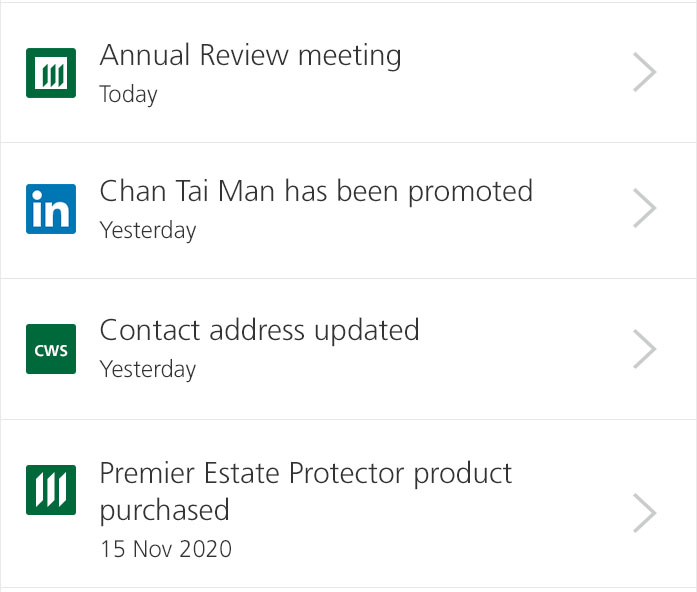 Annual Review meeting
Today
in
Chan Tai Man has been promoted
Yesterday
CWS
Contact address updated
Yesterday
Premier Estate Protector product
purchased
15 Nov 2020